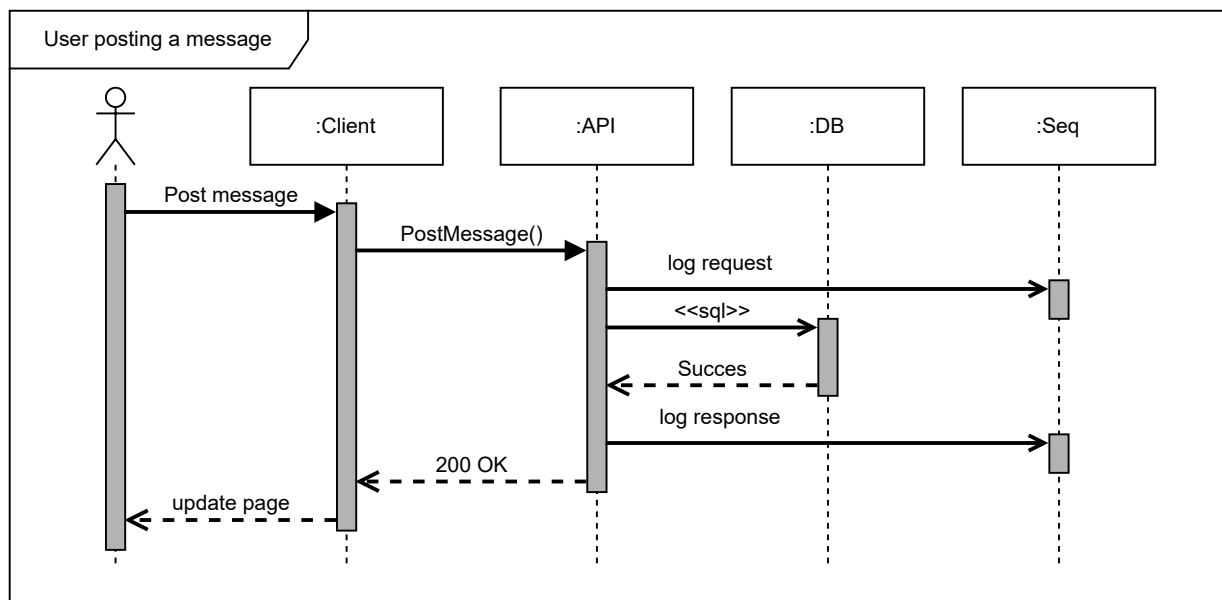 User posting a message
:Client
:API
:DB
:Seq
Post message
PostMessage()
log request
<<sql>>
Succes
log response
200 OK
update page